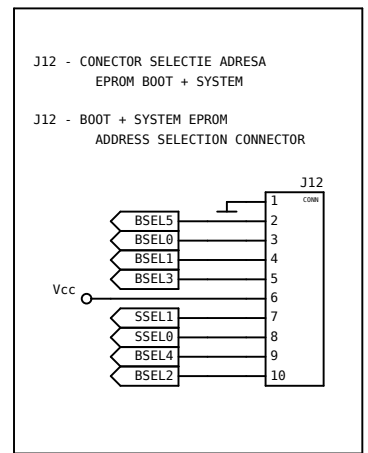 J12 - CONECTOR SELECTIE ADRESA
EPROM BOOT + SYSTEM
J12 - BOOT + SYSTEM EPROM
ADDRESS SELECTION CONNECTOR
J12
1 CONN
BSEL5 2
BSEL0 3
BSEL1 4
BSEL3 5
Vcc 6
SSEL1 7
SSEL0 8
BSEL4 9
BSEL2 10